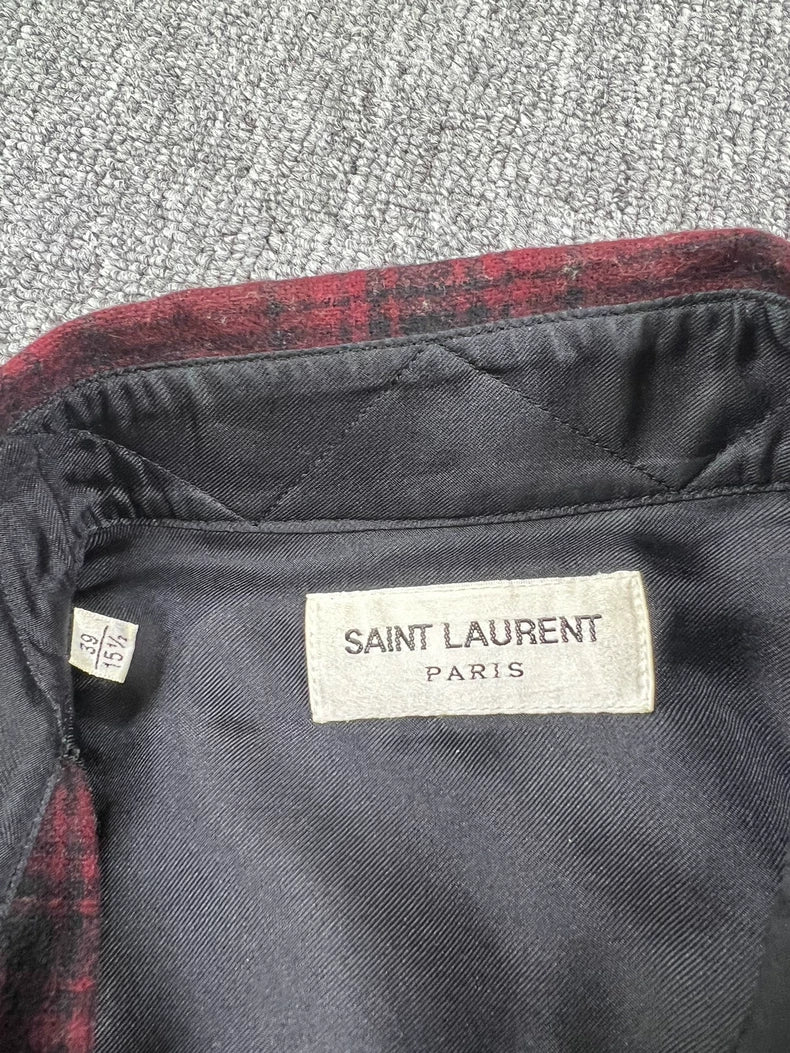 SAINT LAURENT
PARIS
39
15½